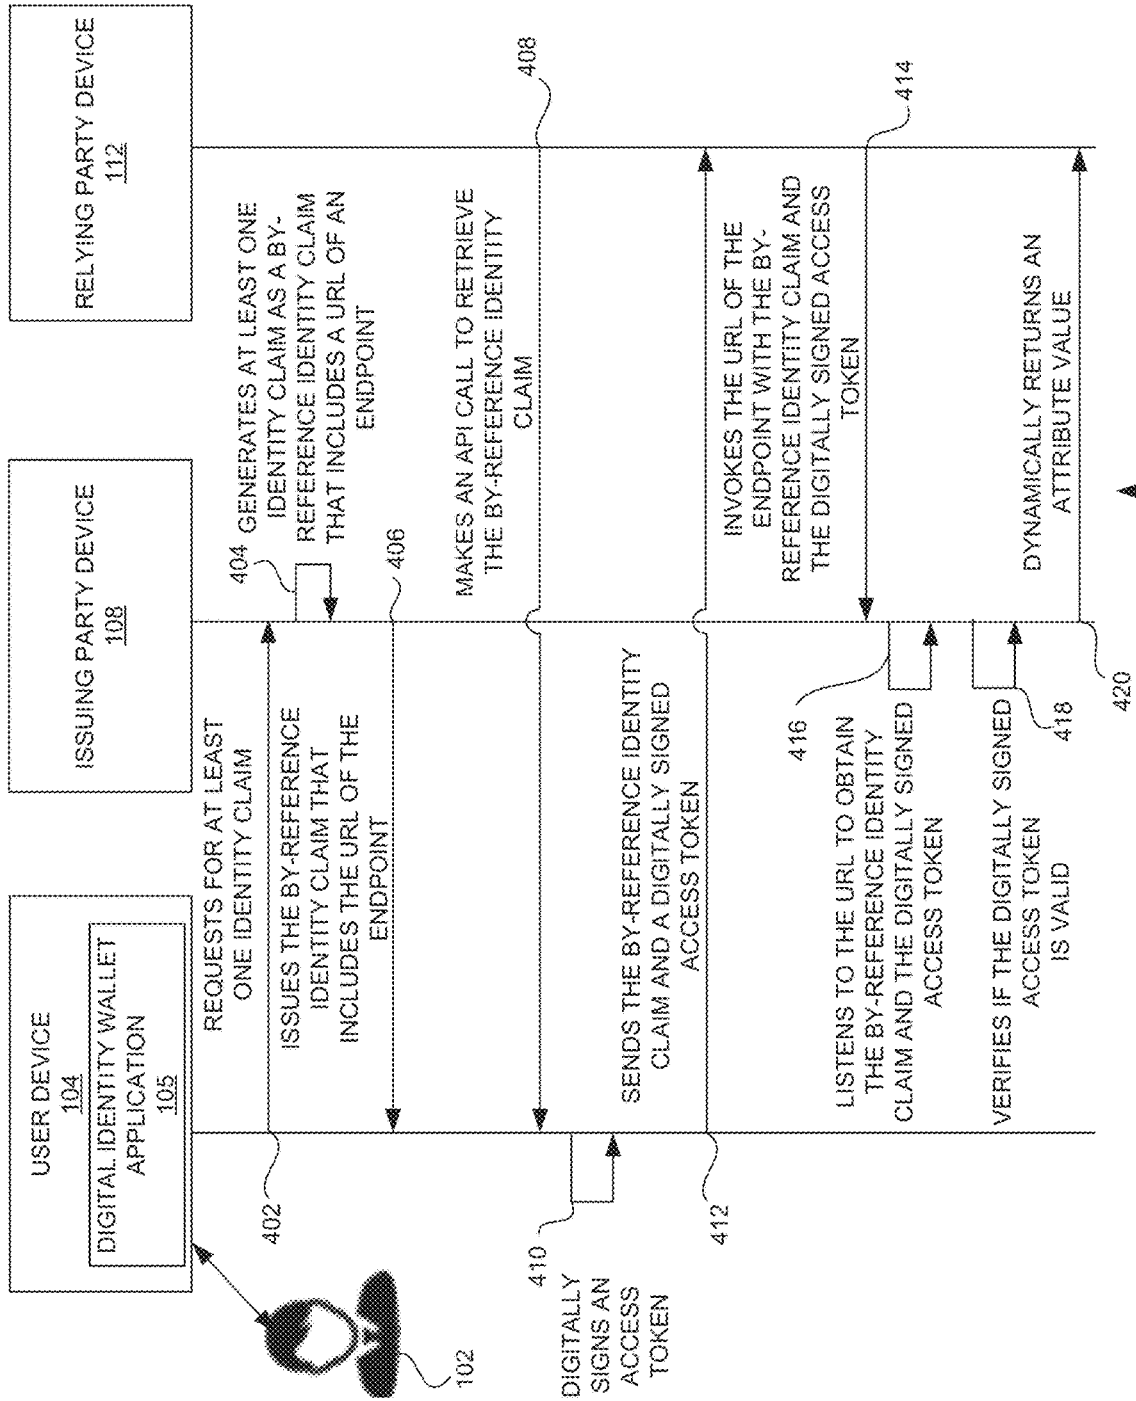 USER DEVICE
104
DIGITAL IDENTITY WALLET
APPLICATION
105
ISSUING PARTY DEVICE
108
RELYING PARTY DEVICE
112
102
REQUESTS FOR AT LEAST
ONE IDENTITY CLAIM
402
404
GENERATES AT LEAST ONE
IDENTITY CLAIM AS A BY-
REFERENCE IDENTITY CLAIM
THAT INCLUDES A URL OF AN
ENDPOINT
ISSUES THE BY-REFERENCE
IDENTITY CLAIM THAT
INCLUDES THE URL OF THE
ENDPOINT
406
MAKES AN API CALL TO RETRIEVE
THE BY-REFERENCE IDENTITY
CLAIM
408
410
DIGITALLY
SIGNS AN
ACCESS
TOKEN
SENDS THE BY-REFERENCE IDENTITY
CLAIM AND A DIGITALLY SIGNED
ACCESS TOKEN
412
INVOKES THE URL OF THE
ENDPOINT WITH THE BY-
REFERENCE IDENTITY CLAIM AND
THE DIGITALLY SIGNED ACCESS
TOKEN
414
416
LISTENS TO THE URL TO OBTAIN
THE BY-REFERENCE IDENTITY
CLAIM AND THE DIGITALLY SIGNED
ACCESS TOKEN
VERIFIES IF THE DIGITALLY SIGNED
ACCESS TOKEN
IS VALID
418
DYNAMICALLY RETURNS AN
ATTRIBUTE VALUE
420